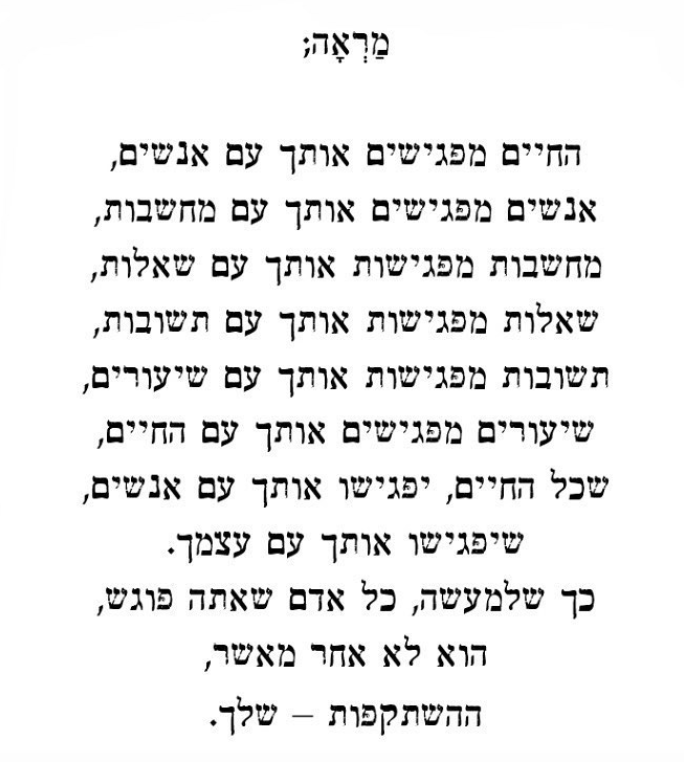 מַרְאָה;
החיים מפגישים אותך עם אנשים,
אנשים מפגישים אותך עם מחשבות,
מחשבות מפגישות אותך עם שאלות,
שאלות מפגישות אותך עם תשובות,
תשובות מפגישות אותך עם שיעורים,
שיעורים מפגישים אותך עם החיים,
שכל החיים, יפגישו אותך עם אנשים,
שיפגישו אותך עם עצמך.
כך שלמעשה, כל אדם שאתה פוגש,
הוא לא אחר מאשר,
ההשתקפות – שלך.